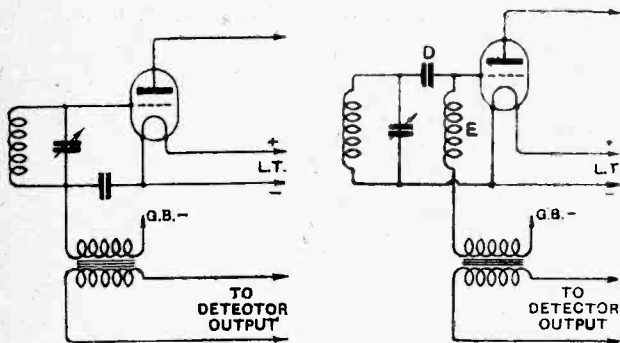 +
L.T.
−
G.B.−
TO
DETECTOR
OUTPUT
D
E
+
L.T
−
G.B.−
TO
DETECTOR
OUTPUT